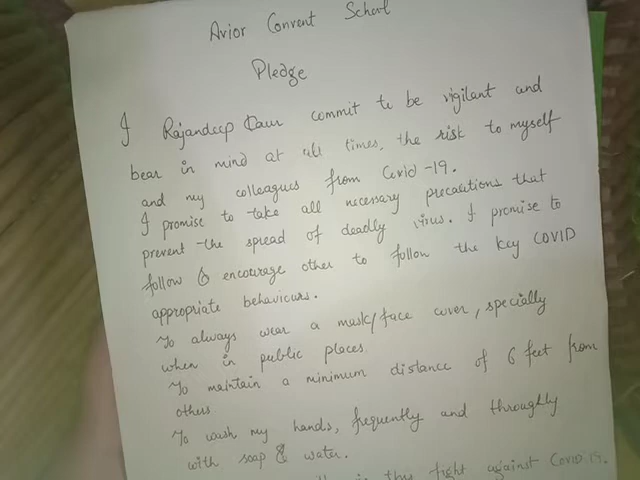 Avior Convent School
Pledge
I Rajandeep Kaur commit to be vigilant and
bear in mind at all times, the risk to myself
and my colleagues from Covid-19.
I promise to take all necessary precautions that
prevent the spread of deadly virus. I promise to
follow & encourage other to follow the key COVID
appropriate behaviours.
To always wear a mask/face cover, specially
when in public places
To maintain a minimum distance of 6 feet from
others
To wash my hands, frequently and throughly
with soap & water.
in this fight against Covid 19.